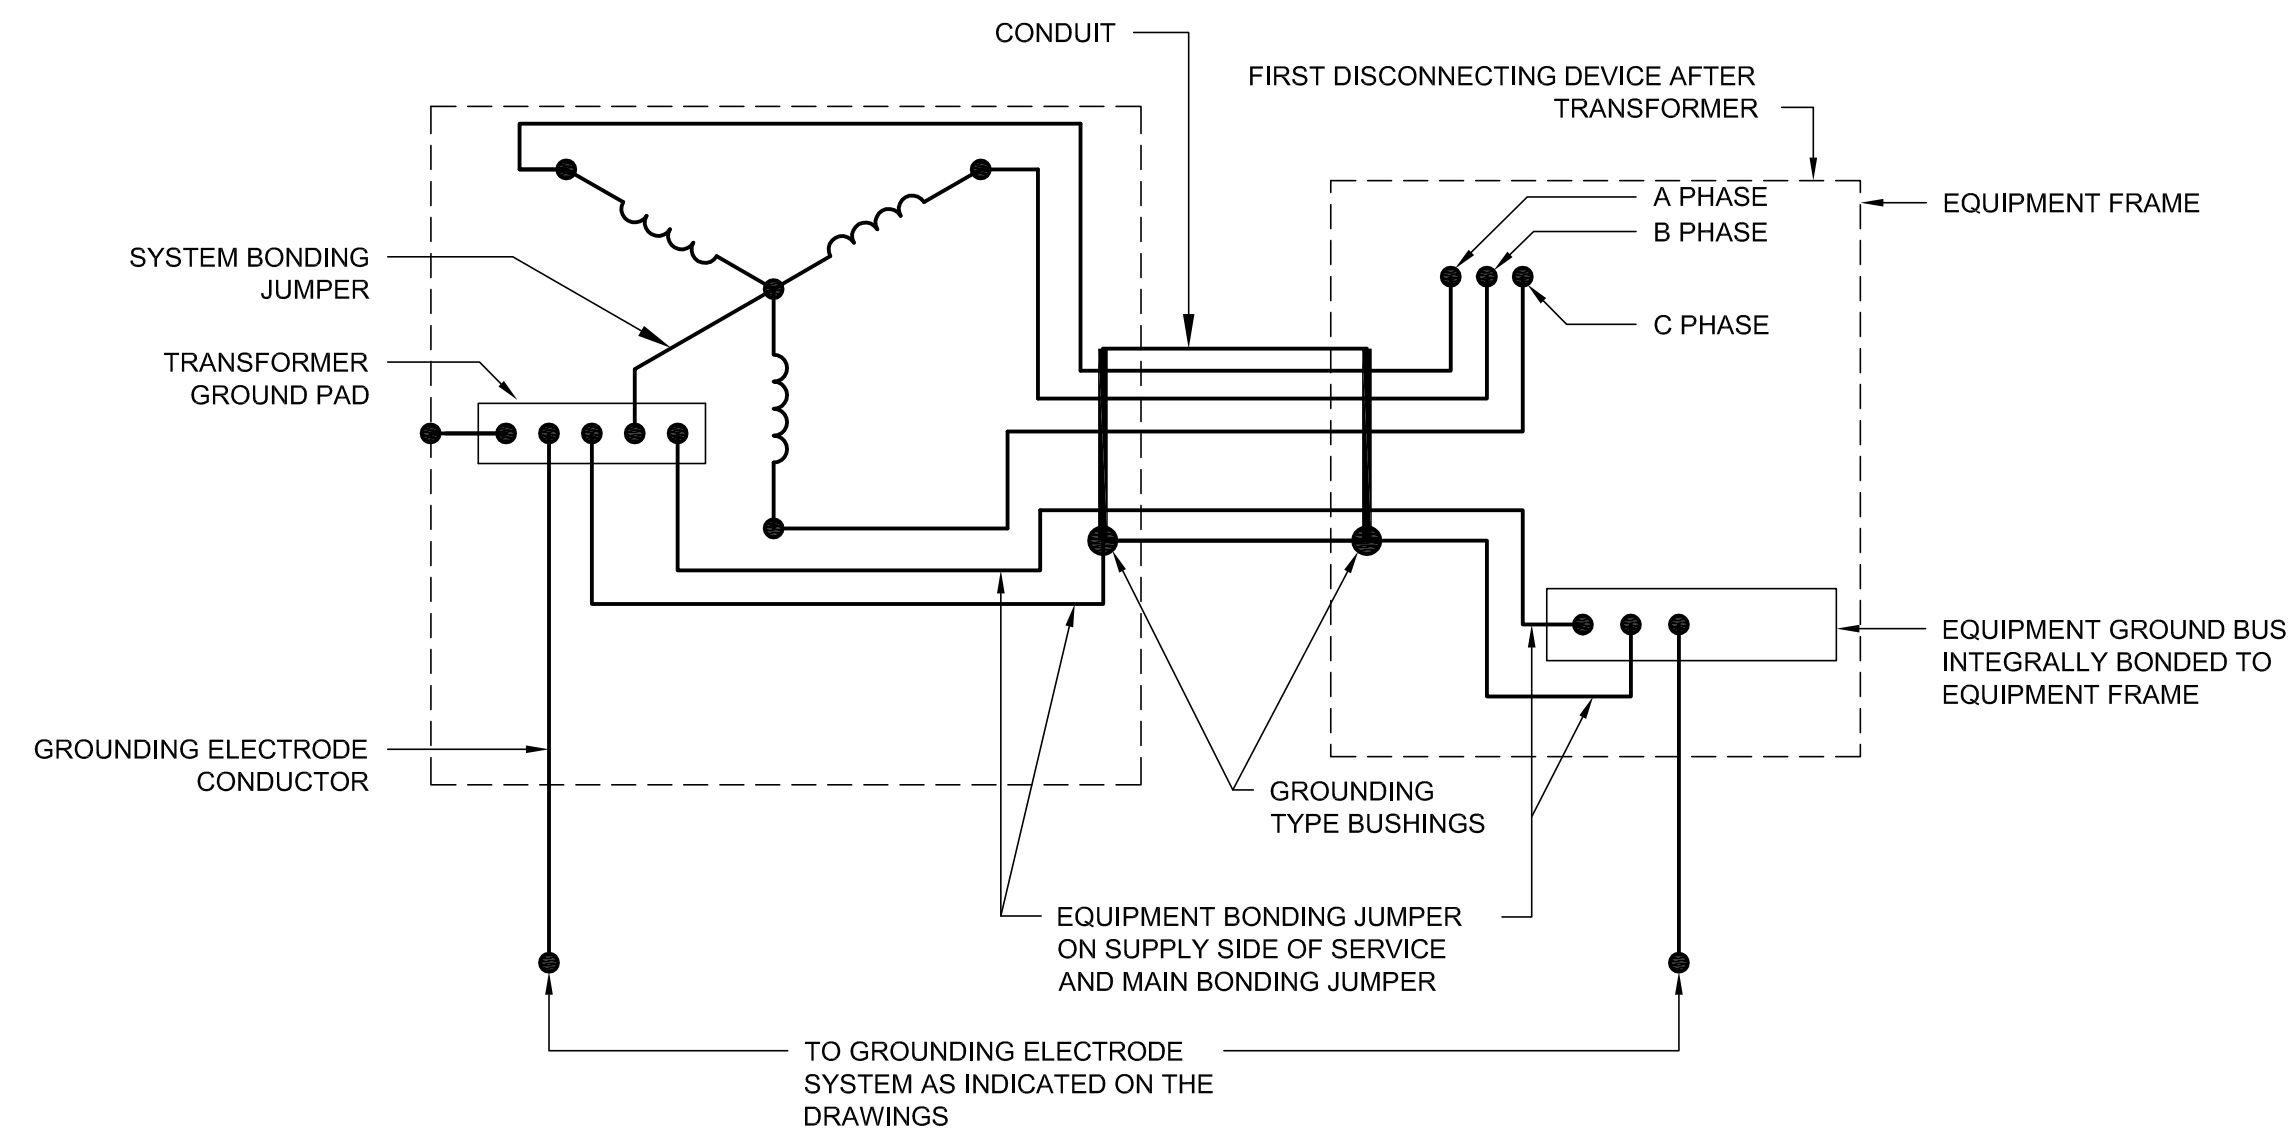 CONDUIT
FIRST DISCONNECTING DEVICE AFTER
TRANSFORMER
A PHASE
B PHASE
EQUIPMENT FRAME
SYSTEM BONDING
JUMPER
C PHASE
TRANSFORMER
GROUND PAD
EQUIPMENT GROUND BUS
INTEGRALLY BONDED TO
EQUIPMENT FRAME
GROUNDING ELECTRODE
CONDUCTOR
GROUNDING
TYPE BUSHINGS
EQUIPMENT BONDING JUMPER
ON SUPPLY SIDE OF SERVICE
AND MAIN BONDING JUMPER
TO GROUNDING ELECTRODE
SYSTEM AS INDICATED ON THE
DRAWINGS